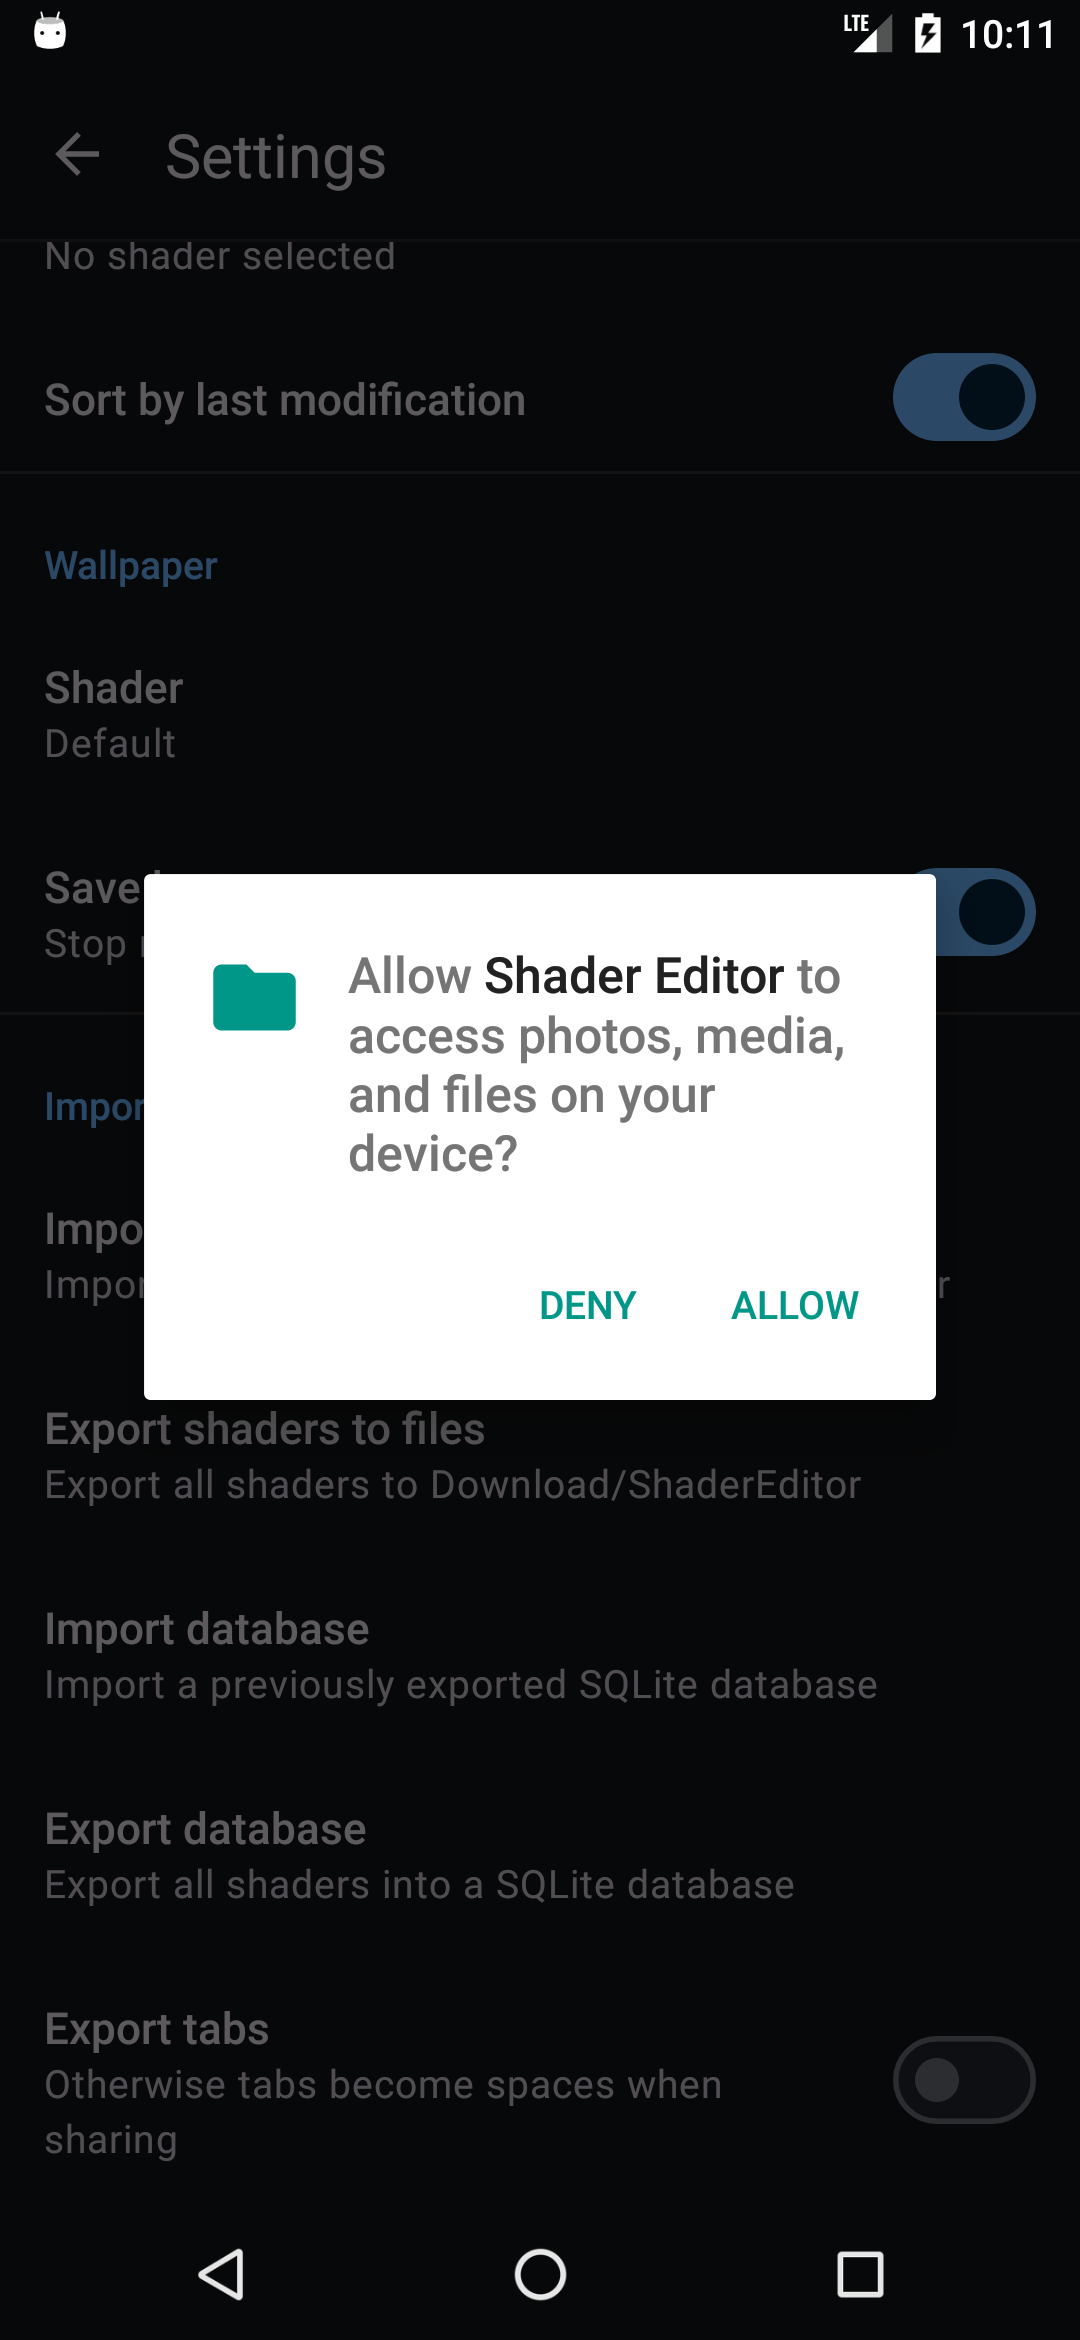 LTE 10:11
Settings
No shader selected
Sort by last modification
Wallpaper
Shader
Default
Save
Stop
Allow Shader Editor to
access photos, media,
and files on your
device?
DENY ALLOW
Export shaders to files
Export all shaders to Download/ShaderEditor
Import database
Import a previously exported SQLite database
Export database
Export all shaders into a SQLite database
Export tabs
Otherwise tabs become spaces when
sharing